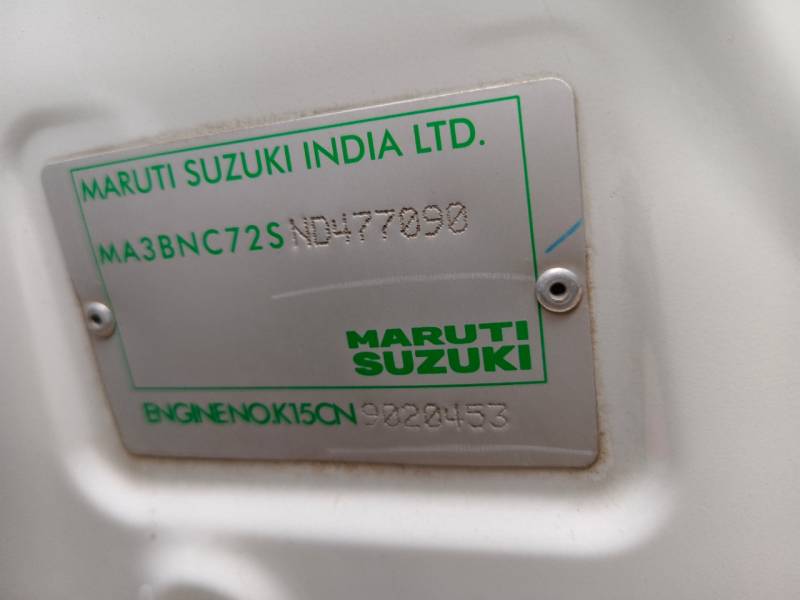 MARUTI SUZUKI INDIA LTD.
MA3BNC72SND477090
MARUTI
SUZUKI
ENGINE NO.K15CN9020453